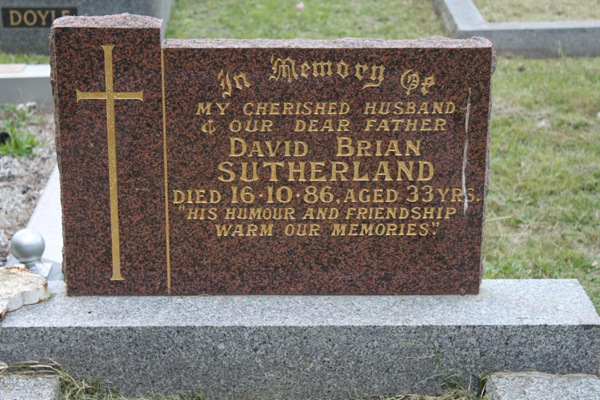 DOYLE
In Memory Of
MY CHERISHED HUSBAND
& OUR DEAR FATHER
DAVID BRIAN
SUTHERLAND
DIED 16·10·86, AGED 33 YRS.
"HIS HUMOUR AND FRIENDSHIP
WARM OUR MEMORIES."